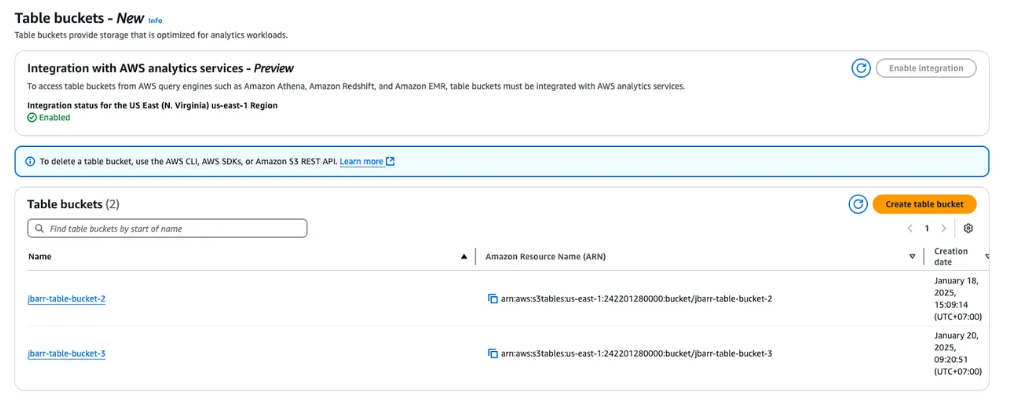 Table buckets - New Info
Table buckets provide storage that is optimized for analytics workloads.
Integration with AWS analytics services - Preview
Enable integration
To access table buckets from AWS query engines such as Amazon Athena, Amazon Redshift, and Amazon EMR, table buckets must be integrated with AWS analytics services.
Integration status for the US East (N. Virginia) us-east-1 Region
Enabled
To delete a table bucket, use the AWS CLI, AWS SDKs, or Amazon S3 REST API. Learn more
Table buckets (2)
Create table bucket
Find table buckets by start of name
1
Name
Amazon Resource Name (ARN)
Creation
date
jbarr-table-bucket-2
arn:aws:s3tables:us-east-1:242201280000:bucket/jbarr-table-bucket-2
January 18,
2025,
15:09:14
(UTC+07:00)
jbarr-table-bucket-3
arn:aws:s3tables:us-east-1:242201280000:bucket/jbarr-table-bucket-3
January 20,
2025,
09:20:51
(UTC+07:00)